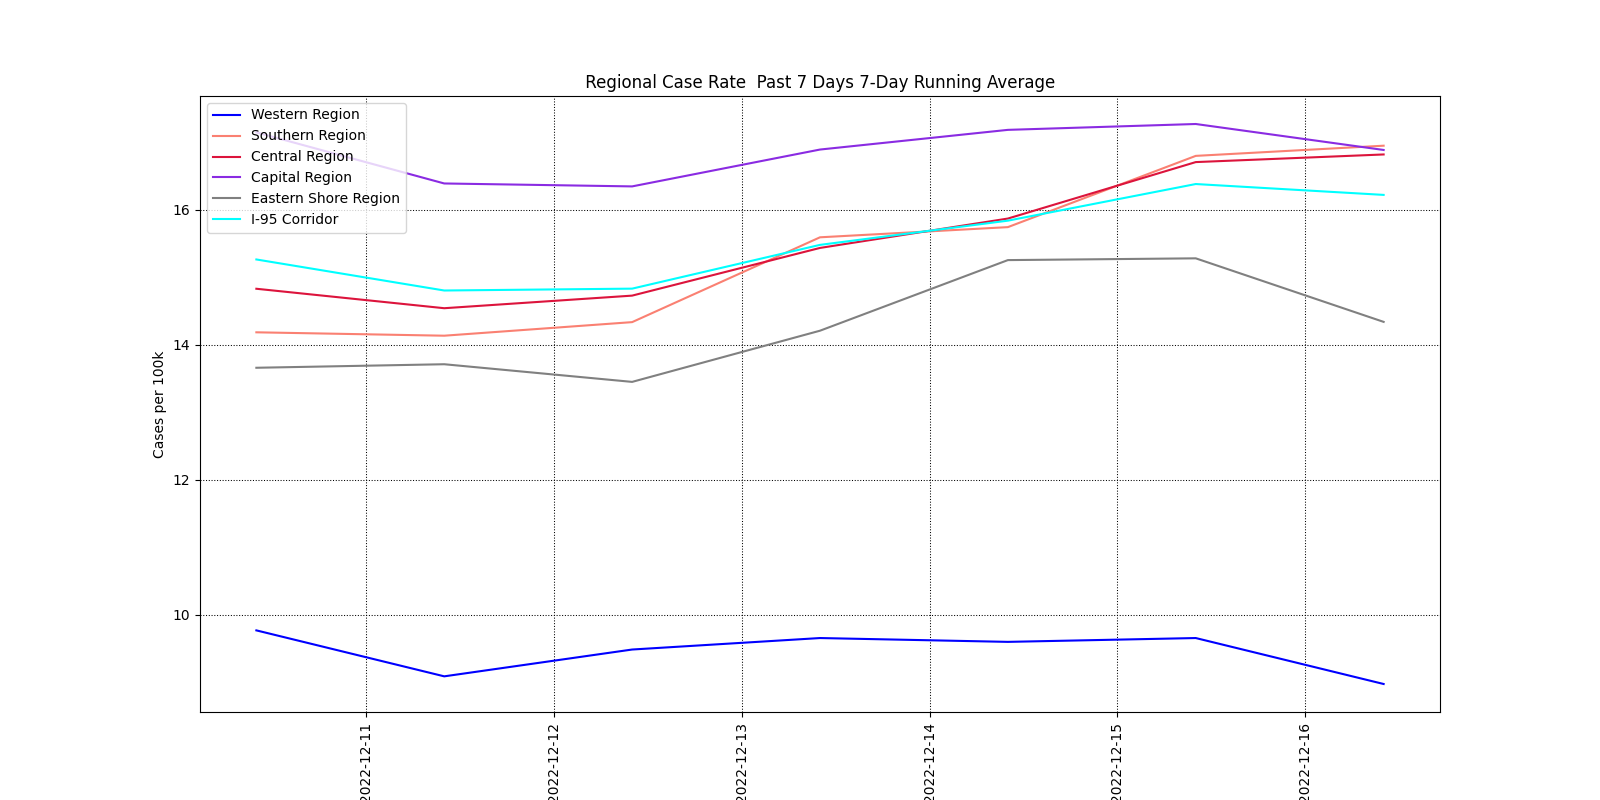 Regional Case Rate  Past 7 Days 7-Day Running Average
Western Region
Southern Region
Central Region
Capital Region
Eastern Shore Region
I-95 Corridor
Cases per 100k
16
14
12
10
2022-12-11
2022-12-12
2022-12-13
2022-12-14
2022-12-15
2022-12-16